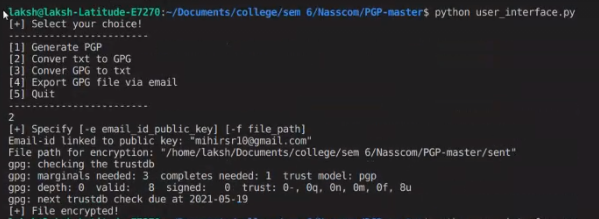 laksh@laksh-Latitude-E7270:~/Documents/college/sem 6/Nasscom/PGP-master$ python user_interface.py
[+] Select your choice!
------------------------
[1] Generate PGP
[2] Conver txt to GPG
[3] Conver GPG to txt
[4] Export GPG file via email
[5] Quit
------------------------
2
[+] Specify [-e email_id_public_key] [-f file_path]
Email-id linked to public key: "mihirsr10@gmail.com"
File path for encryption: "/home/laksh/Documents/college/sem 6/Nasscom/PGP-master/sent"
gpg: checking the trustdb
gpg: marginals needed: 3  completes needed: 1  trust model: pgp
gpg: depth: 0  valid:   8  signed:   0  trust: 0-, 0q, 0n, 0m, 0f, 8u
gpg: next trustdb check due at 2021-05-19
[+] File encrypted!